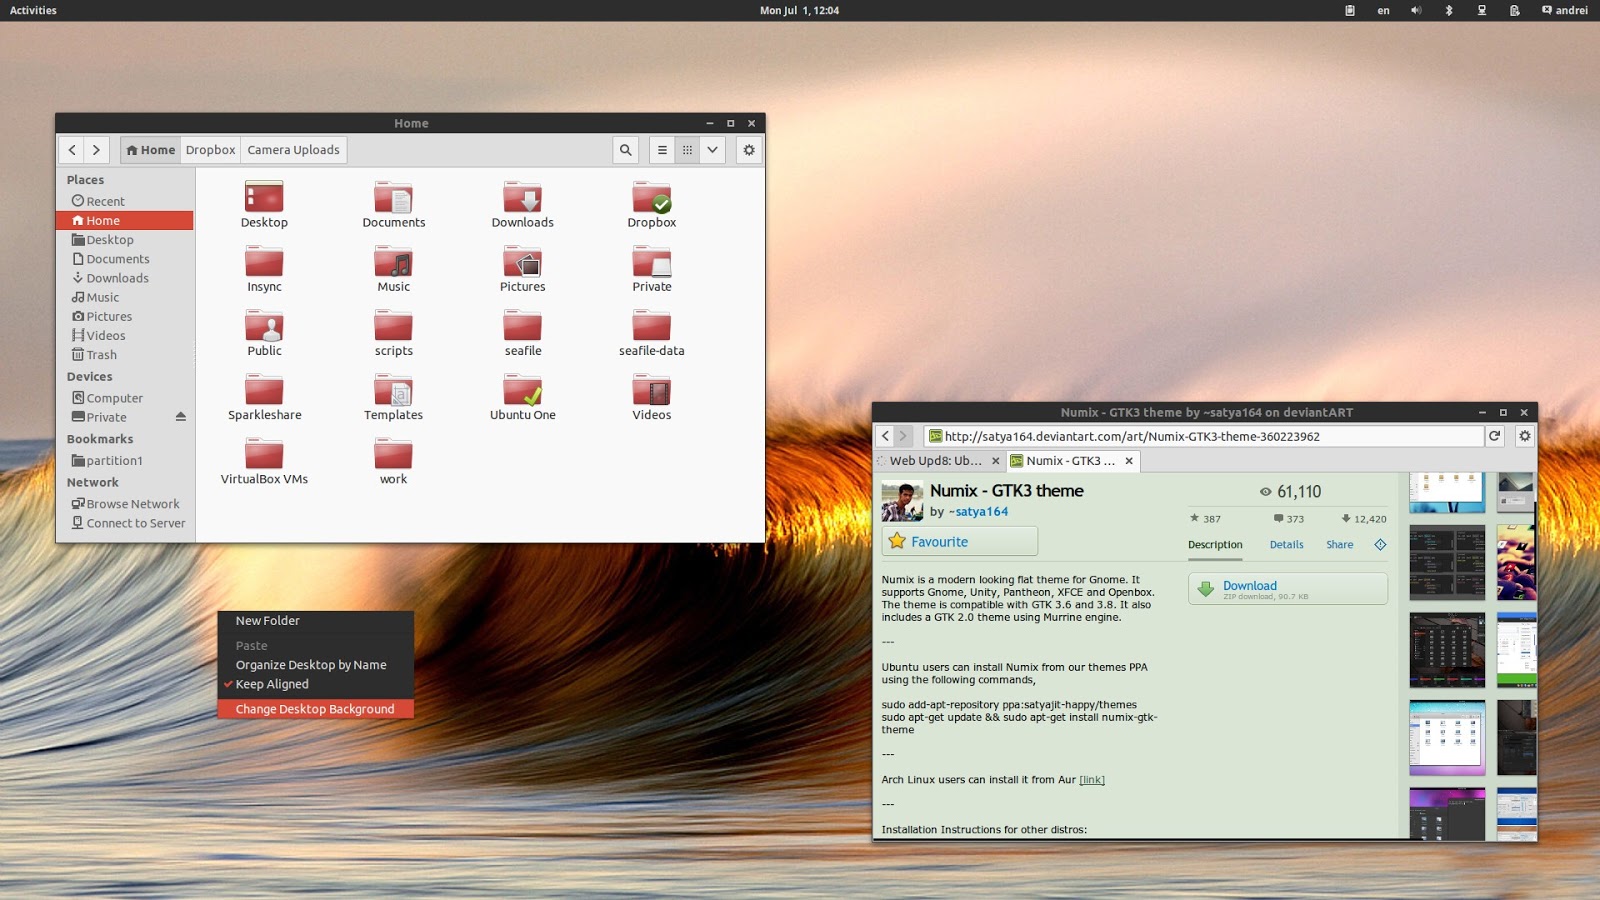 Activities
Mon Jul 1, 12:04
en
andrei
Home
Home
Dropbox
Camera Uploads
Places
Recent
Home
Desktop
Documents
Downloads
Music
Pictures
Videos
Trash
Devices
Computer
Private
Bookmarks
partition1
Network
Browse Network
Connect to Server
Desktop
Documents
Downloads
Dropbox
Insync
Music
Pictures
Private
Public
scripts
seafile
seafile-data
Sparkleshare
Templates
Ubuntu One
Videos
VirtualBox VMs
work
New Folder
Paste
Organize Desktop by Name
Keep Aligned
Change Desktop Background
Numix - GTK3 theme by ~satya164 on deviantART
http://satya164.deviantart.com/art/Numix-GTK3-theme-360223962
Web Upd8: Ub...
Numix - GTK3 ...
Numix - GTK3 theme
by ~satya164
Favourite
61,110
387
373
12,420
Description
Details
Share
Download
ZIP download, 90.7 KB
Numix is a modern looking flat theme for Gnome. It
supports Gnome, Unity, Pantheon, XFCE and Openbox.
The theme is compatible with GTK 3.6 and 3.8. It also
includes a GTK 2.0 theme using Murrine engine.
---
Ubuntu users can install Numix from our themes PPA
using the following commands,
sudo add-apt-repository ppa:satyajit-happy/themes
sudo apt-get update && sudo apt-get install numix-gtk-
theme
---
Arch Linux users can install it from Aur [link]
---
Installation Instructions for other distros: